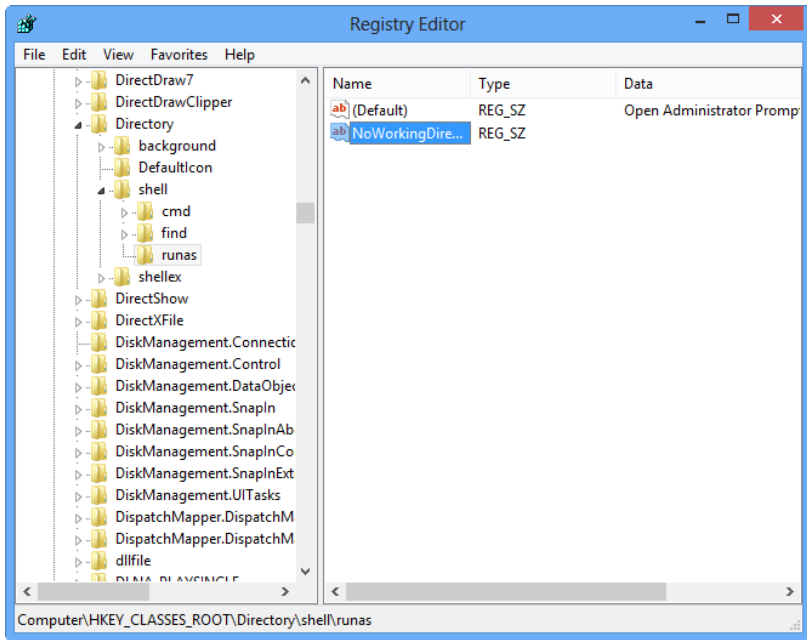 Registry Editor
File Edit View Favorites Help
Name Type Data
(Default) REG_SZ Open Administrator Promp
NoWorkingDire... REG_SZ
DirectDraw7
DirectDrawClipper
Directory
background
DefaultIcon
shell
cmd
find
runas
shellex
DirectShow
DirectXFile
DiskManagement.Connectic
DiskManagement.Control
DiskManagement.DataObjec
DiskManagement.SnapIn
DiskManagement.SnapInAb
DiskManagement.SnapInCo
DiskManagement.SnapInExt
DiskManagement.UITasks
DispatchMapper.DispatchM
DispatchMapper.DispatchM
dllfile
DLNA_PLAYSINGLE
Computer\HKEY_CLASSES_ROOT\Directory\shell\runas